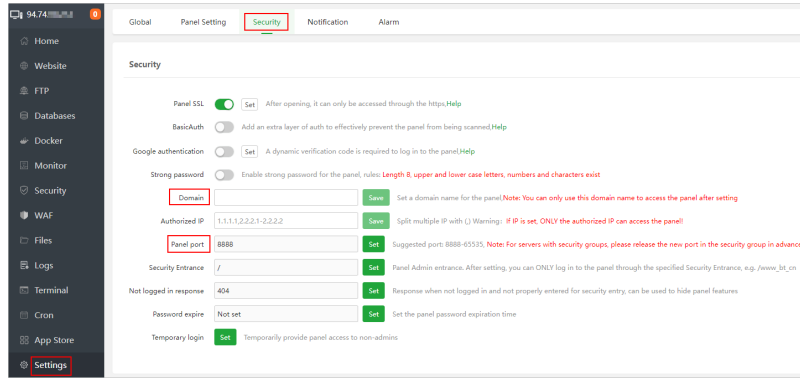 94.74.
0
Global Panel Setting Security Notification Alarm
Home
Website
FTP
Databases
Docker
Monitor
Security
WAF
Files
Logs
Terminal
Cron
App Store
Settings
Security
Panel SSL Set After opening, it can only be accessed through the https,Help
BasicAuth Add an extra layer of auth to effectively prevent the panel from being scanned,Help
Google authentication Set A dynamic verification code is required to log in to the panel,Help
Strong password Enable strong password for the panel, rules: Length 8, upper and lower case letters, numbers and characters exist
Domain Save Set a domain name for the panel,Note: You can only use this domain name to access the panel after setting
Authorized IP 1.1.1.1,2.2.2.1-2.2.2.2 Save Split multiple IP with (,) Warning: If IP is set, ONLY the authorized IP can access the panel!
Panel port 8888 Set Suggested port: 8888-65535, Note: For servers with security groups, please release the new port in the security group in advance
Security Entrance / Set Panel Admin entrance. After setting, you can ONLY log in to the panel through the specified Security Entrance, e.g. /www_bt_cn
Not logged in response 404 Set Response when not logged in and not properly entered for security entry, can be used to hide panel features
Password expire Not set Set Set the panel password expiration time
Temporary login Set Temporarily provide panel access to non-admins